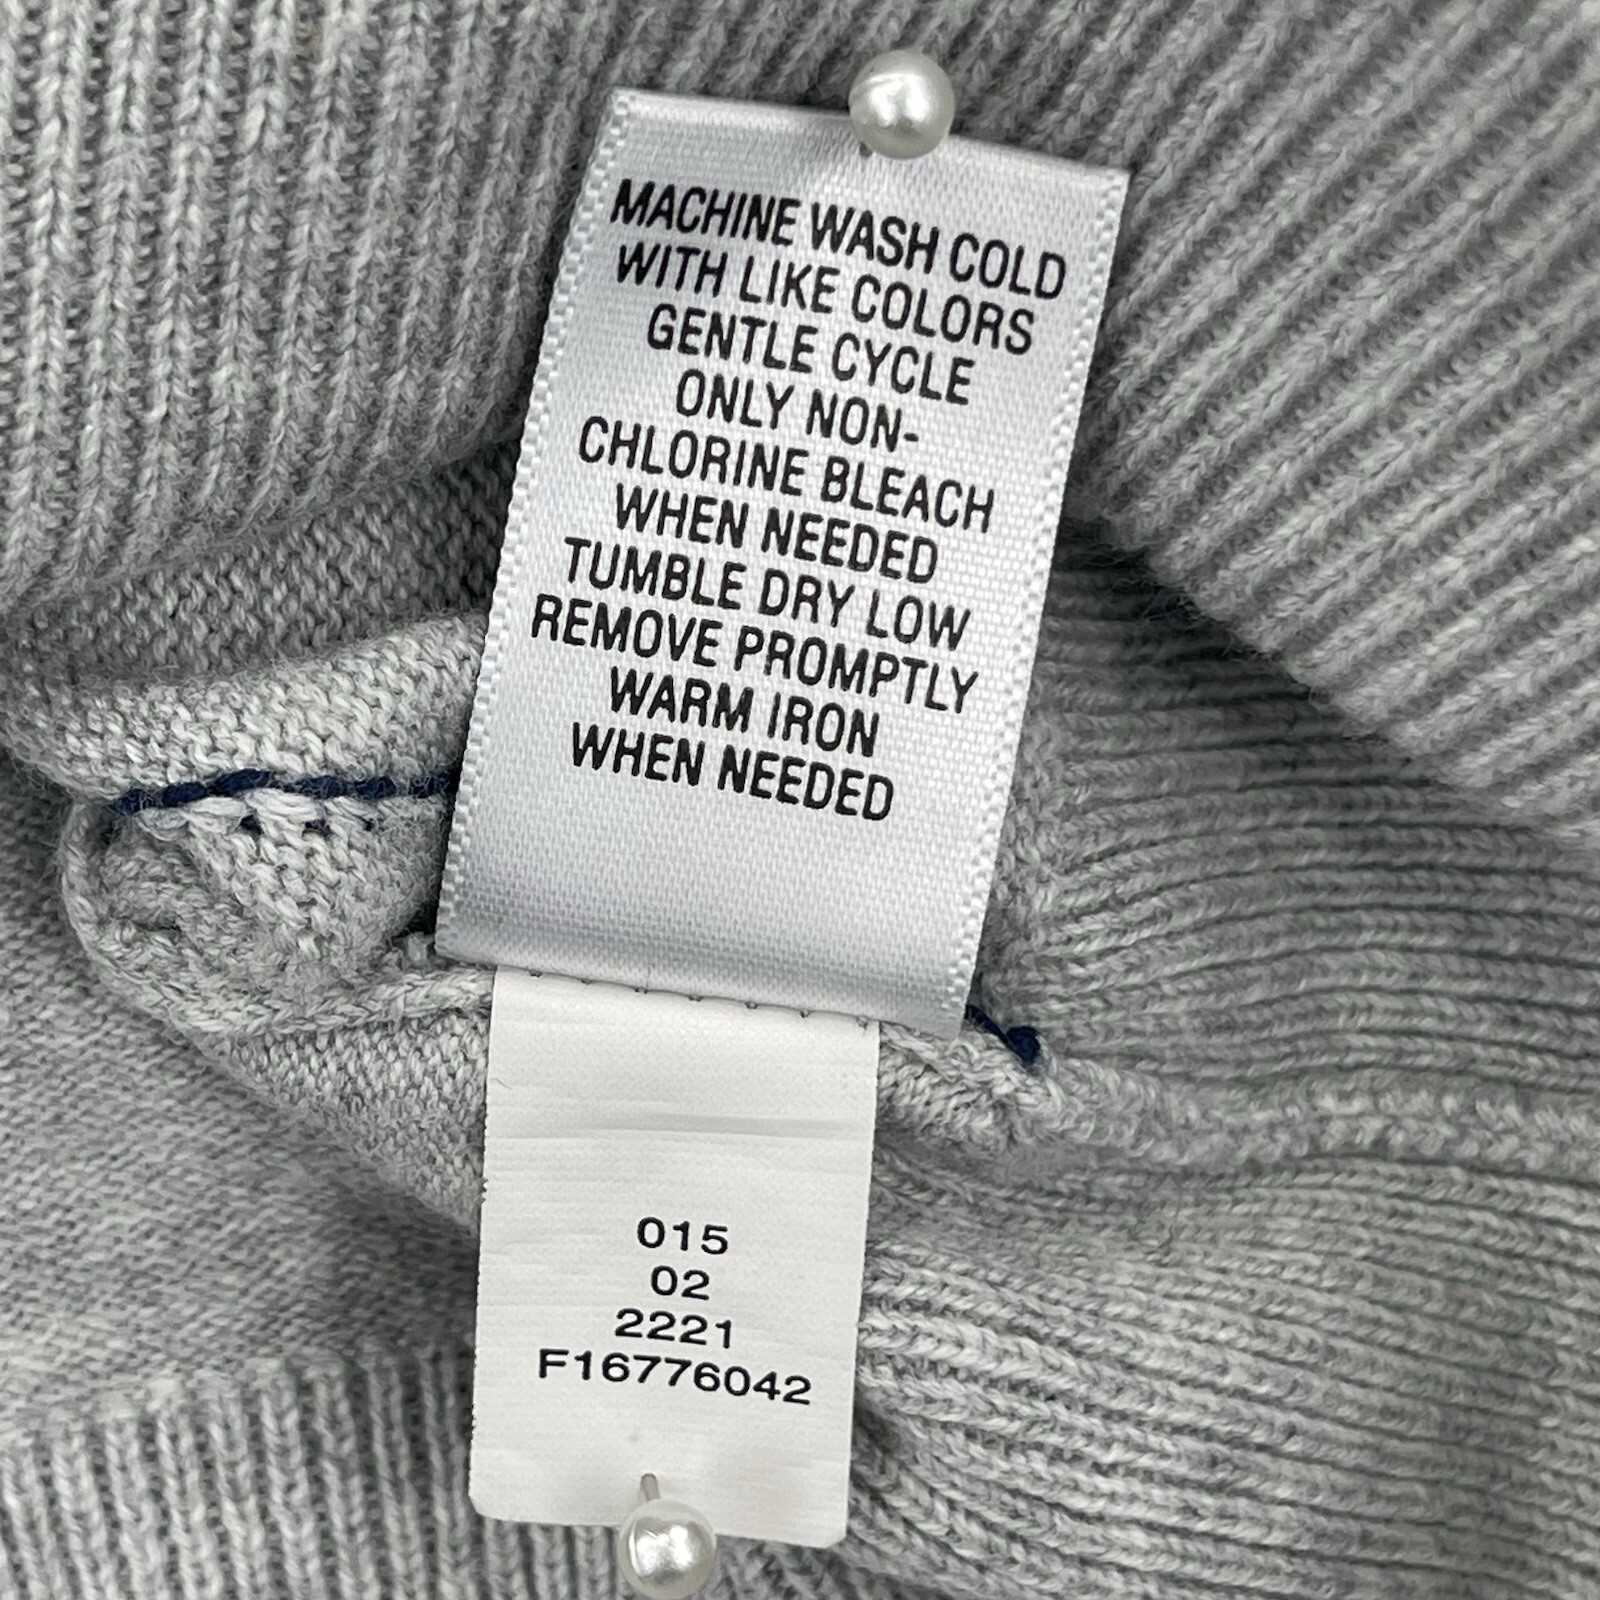 MACHINE WASH COLD
WITH LIKE COLORS
GENTLE CYCLE
ONLY NON-
CHLORINE BLEACH
WHEN NEEDED
TUMBLE DRY LOW
REMOVE PROMPTLY
WARM IRON
WHEN NEEDED
015
02
2221
F16776042